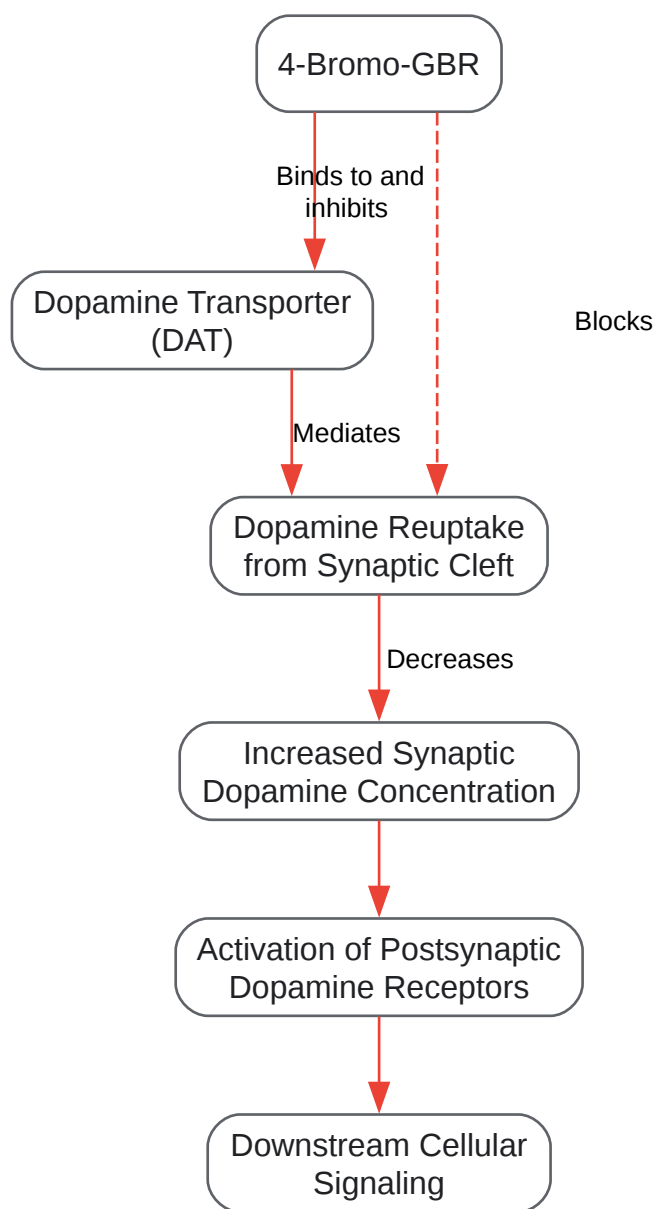 4-Bromo-GBR
Binds to and
inhibits
Dopamine Transporter
(DAT)
Blocks
Mediates
Dopamine Reuptake
from Synaptic Cleft
Decreases
Increased Synaptic
Dopamine Concentration
Activation of Postsynaptic
Dopamine Receptors
Downstream Cellular
Signaling